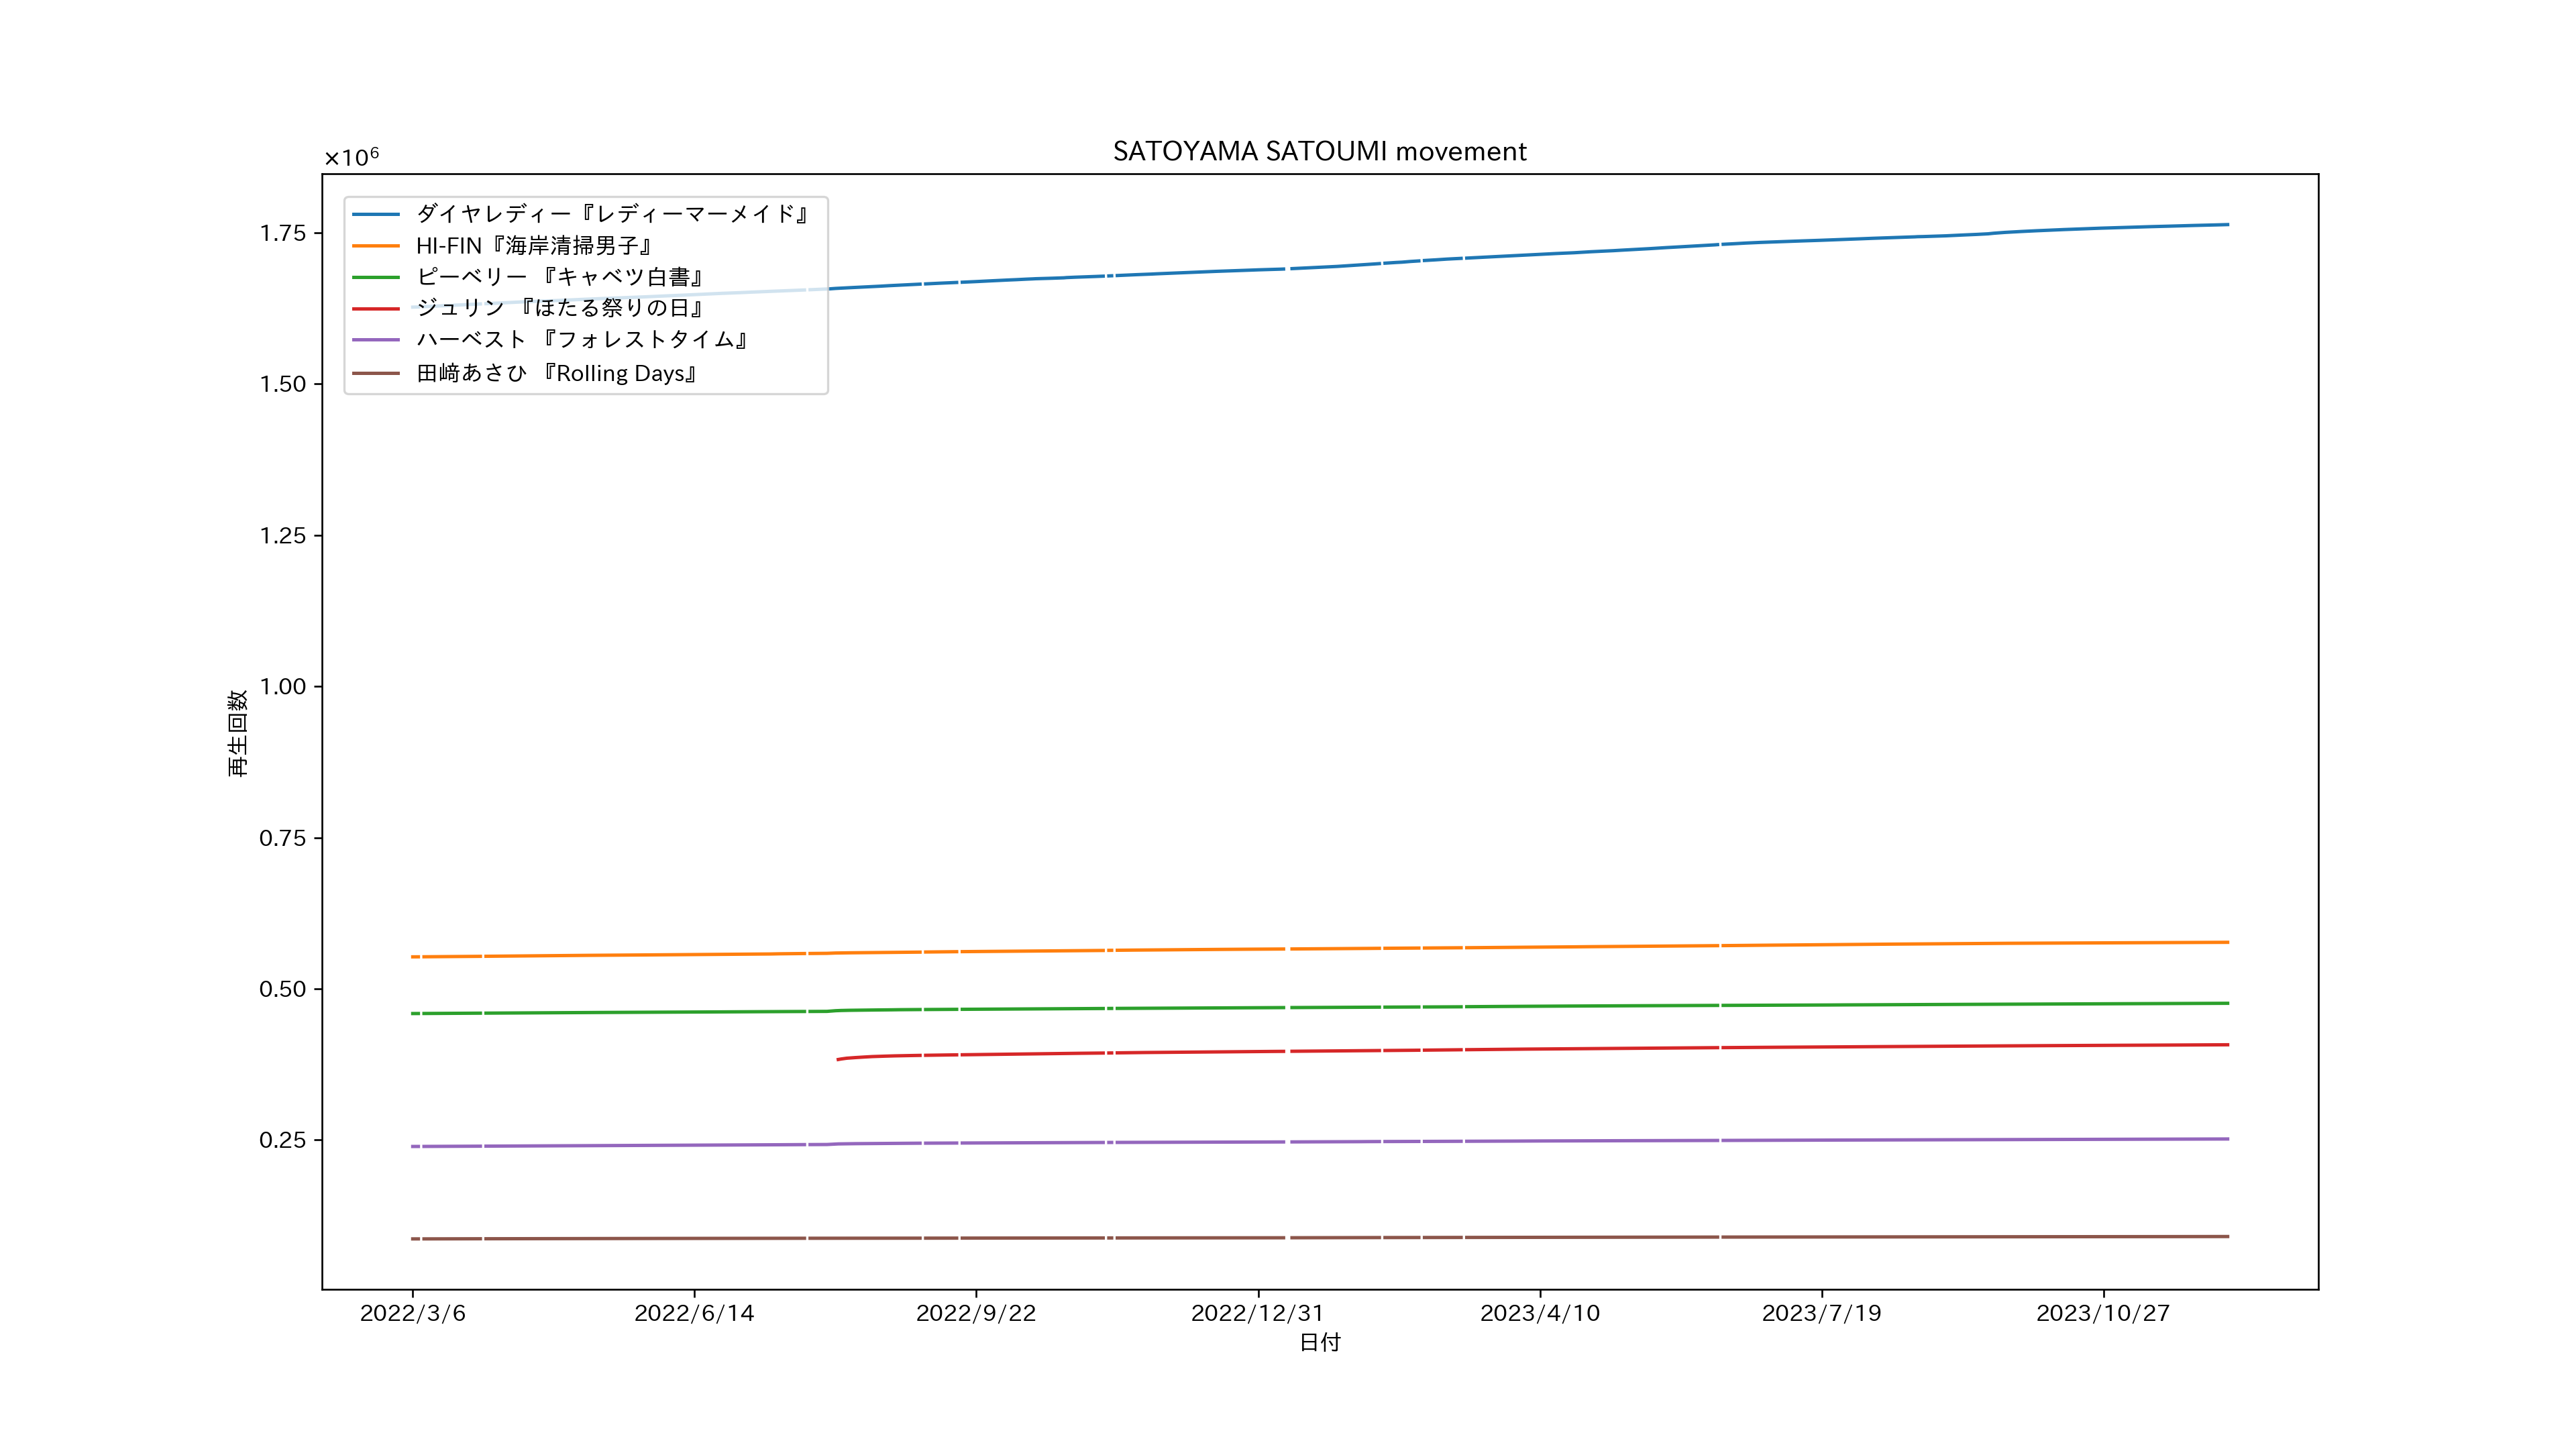 SATOYAMA SATOUMI movement
×10⁶
ダイヤレディー『レディーマーメイド』
HI-FIN『海岸清掃男子』
ピーベリー 『キャベツ白書』
ジュリン 『ほたる祭りの日』
ハーベスト 『フォレストタイム』
田﨑あさひ 『Rolling Days』
1.75
1.50
1.25
1.00
0.75
0.50
0.25
再生回数
2022/3/6 2022/6/14 2022/9/22 2022/12/31 2023/4/10 2023/7/19 2023/10/27
日付